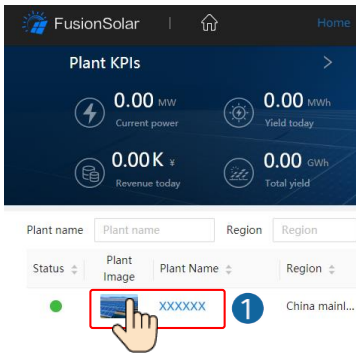 FusionSolar
Home
Plant KPIs
0.00 MW
Current power
0.00 MWh
Yield today
0.00K ¥
Revenue today
0.00 GWh
Total yield
Plant name Plant name Region Region
Status Plant Image Plant Name Region
XXXXXX 1 China mainl...